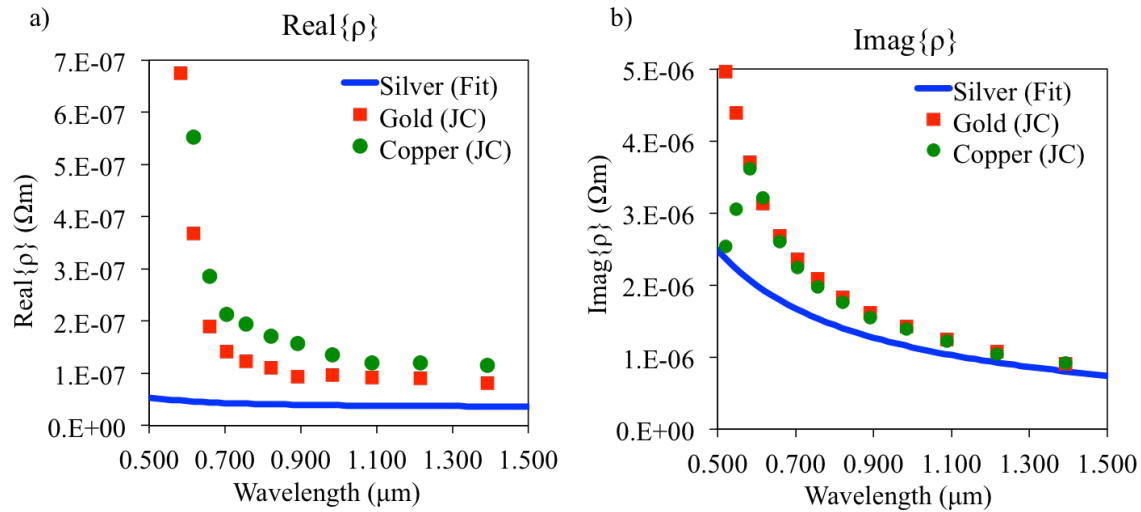 a)
Real{ρ}
7.E-07
6.E-07
5.E-07
4.E-07
3.E-07
2.E-07
1.E-07
0.E+00
Real{ρ} (Ωm)
Silver (Fit)
Gold (JC)
Copper (JC)
0.500 0.700 0.900 1.100 1.300 1.500
Wavelength (μm)
b)
Imag{ρ}
5.E-06
4.E-06
3.E-06
2.E-06
1.E-06
0.E+00
Imag{ρ} (Ωm)
Silver (Fit)
Gold (JC)
Copper (JC)
0.500 0.700 0.900 1.100 1.300 1.500
Wavelength (μm)